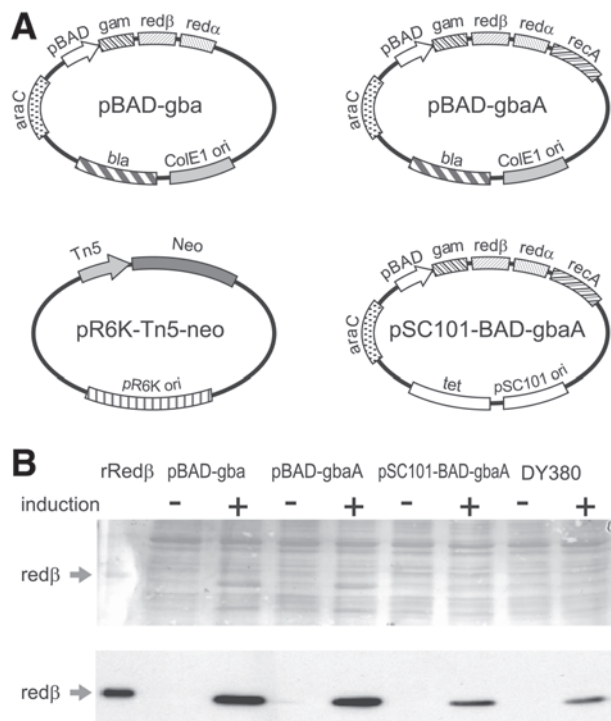 A
pBAD gam redβ redα
araC
pBAD-gba
bla ColE1 ori
pBAD gam redβ redα recA
araC
pBAD-gbaA
bla ColE1 ori
Tn5 Neo
pR6K-Tn5-neo
pR6K ori
pBAD gam redβ redα recA
araC
pSC101-BAD-gbaA
tet pSC101 ori
B
rRedβ pBAD-gba pBAD-gbaA pSC101-BAD-gbaA DY380
induction - + - + - + - +
redβ
redβ